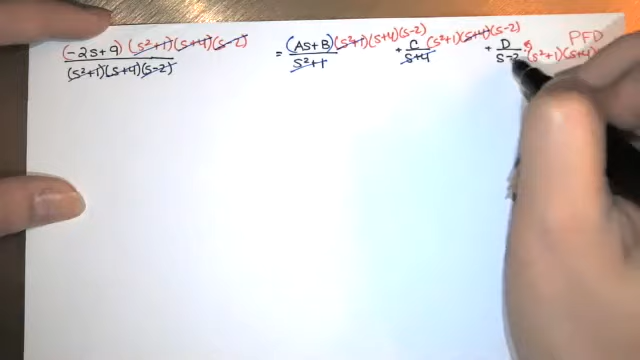 PFD
(-2s+9) (s²+1)(s+4)(s-2) = (As+B)(s²+1)(s+4)(s-2) + C (s²+1)(s+4)(s-2) + D (s²+1)(s+4)
(s²+1)(s+4)(s-2) s²+1 s+4 s-2